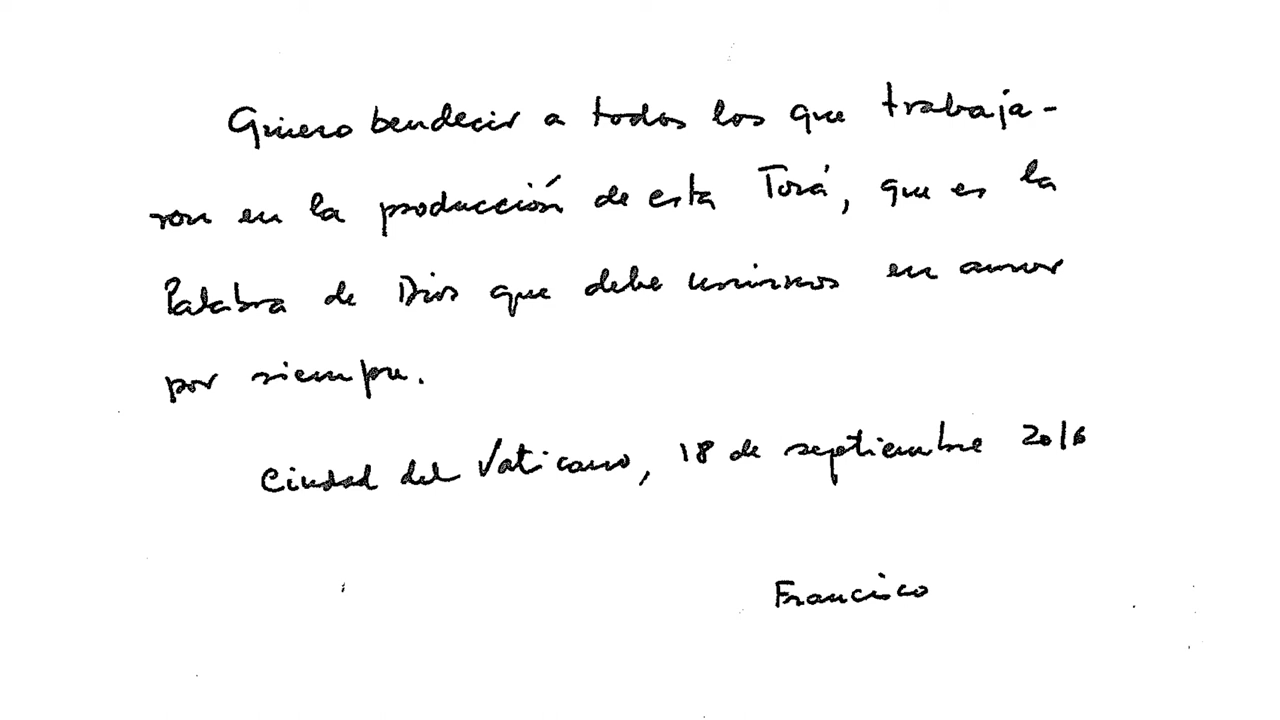 Quiero bendecir a todos los que trabaja-
ron en la producción de esta Torá, que es la
Palabra de Dios que debe unirnos en amor
por siempre.
Ciudad del Vaticano, 18 de septiembre 2016
Francisco